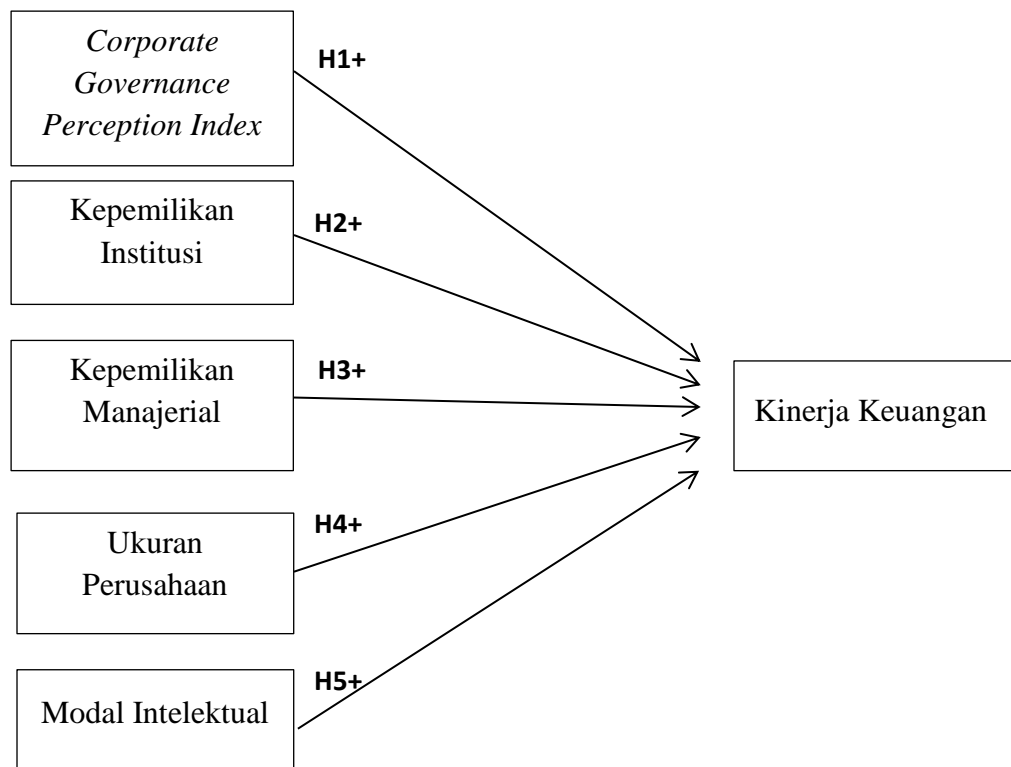 Corporate
Governance
Perception Index
H1+
Kepemilikan
Institusi
H2+
Kepemilikan
Manajerial
H3+
Kinerja Keuangan
Ukuran
Perusahaan
H4+
Modal Intelektual
H5+